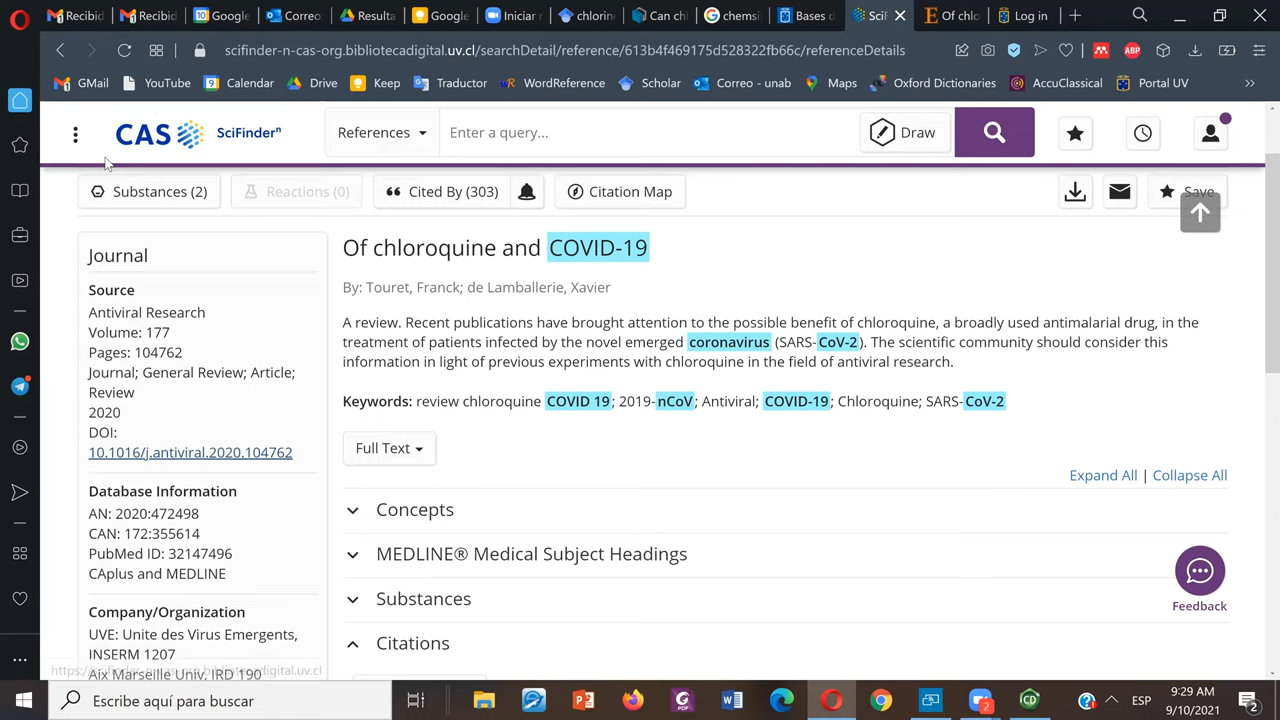 Recibid
Recibid
Google
Correo
Resulta
Google
Iniciar r
chlorin
Can ch
chemsi
Bases d
SciF
Of chlo
Log in
scifinder-n-cas-org.bibliotecadigital.uv.cl/searchDetail/reference/613b4f469175d528322fb66c/referenceDetails
ABP
GMail
YouTube
Calendar
Drive
Keep
Traductor
WordReference
Scholar
Correo - unab
Maps
Oxford Dictionaries
AccuClassical
Portal UV
CAS SciFinderⁿ
References
Enter a query...
Draw
Substances (2)
Reactions (0)
Cited By (303)
Citation Map
Save
Journal
Source
Antiviral Research
Volume: 177
Pages: 104762
Journal; General Review; Article;
Review
2020
DOI:
10.1016/j.antiviral.2020.104762
Database Information
AN: 2020:472498
CAN: 172:355614
PubMed ID: 32147496
CAplus and MEDLINE
Company/Organization
UVE: Unite des Virus Emergents,
INSERM 1207
Aix Marseille Univ. IRD 190
Of chloroquine and COVID-19
By: Touret, Franck; de Lamballerie, Xavier
A review. Recent publications have brought attention to the possible benefit of chloroquine, a broadly used antimalarial drug, in the
treatment of patients infected by the novel emerged coronavirus (SARS-CoV-2). The scientific community should consider this
information in light of previous experiments with chloroquine in the field of antiviral research.
Keywords: review chloroquine COVID 19; 2019-nCoV; Antiviral; COVID-19; Chloroquine; SARS-CoV-2
Full Text
Expand All | Collapse All
Concepts
MEDLINE® Medical Subject Headings
Substances
Citations
Feedback
https://scifinder-n-cas-org.bibliotecadigital.uv.cl
Escribe aquí para buscar
ESP
9:29 AM
9/10/2021
2